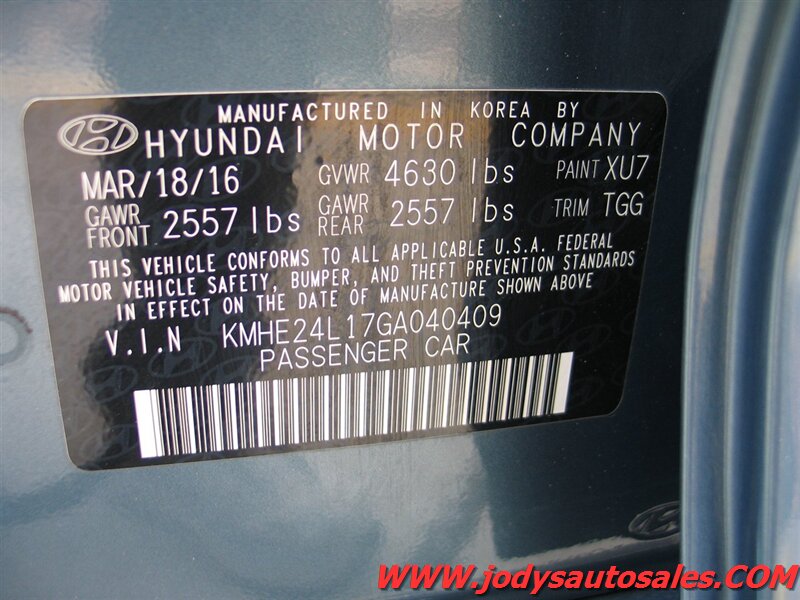 MANUFACTURED IN KOREA BY
HYUNDAI MOTOR COMPANY
MAR/18/16 GVWR 4630 lbs PAINT XU7
GAWR FRONT 2557 lbs GAWR REAR 2557 lbs TRIM TGG
THIS VEHICLE CONFORMS TO ALL APPLICABLE U.S.A. FEDERAL
MOTOR VEHICLE SAFETY, BUMPER, AND THEFT PREVENTION STANDARDS
IN EFFECT ON THE DATE OF MANUFACTURE SHOWN ABOVE
V.I.N KMHE24L17GA040409
PASSENGER CAR
www.jodysautosales.com